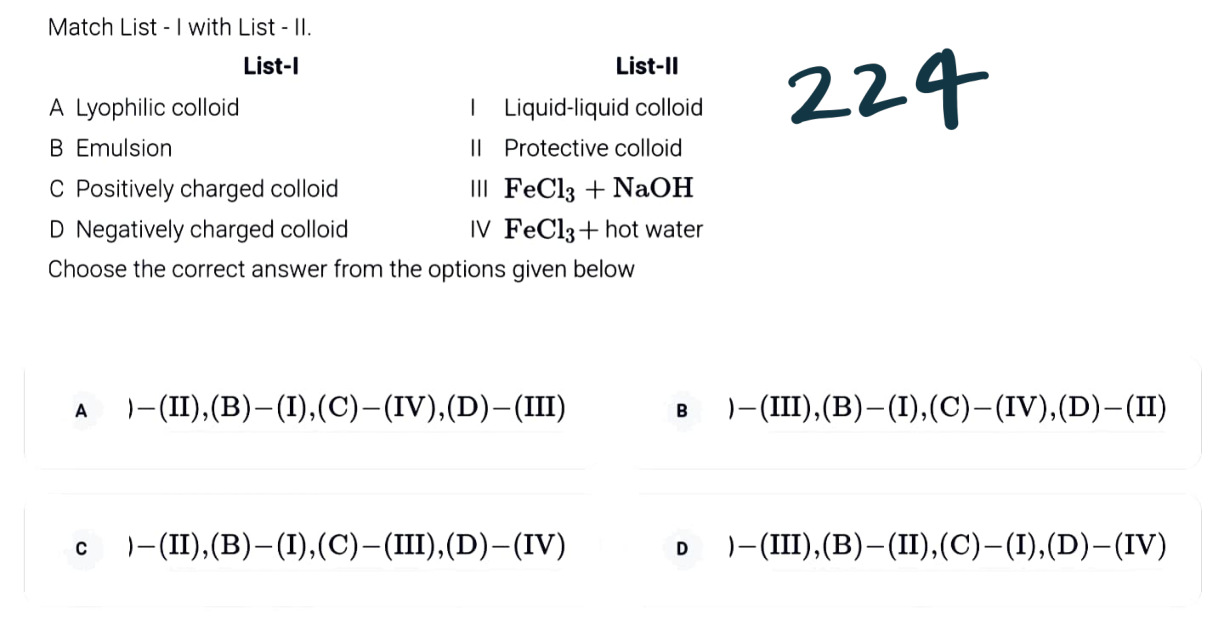 Match List - I with List - II.
List-I List-II
224
A Lyophilic colloid I Liquid-liquid colloid
B Emulsion II Protective colloid
C Positively charged colloid III FeCl₃ + NaOH
D Negatively charged colloid IV FeCl₃+ hot water
Choose the correct answer from the options given below
A )−(II),(B)−(I),(C)−(IV),(D)−(III)
B )−(III),(B)−(I),(C)−(IV),(D)−(II)
C )−(II),(B)−(I),(C)−(III),(D)−(IV)
D )−(III),(B)−(II),(C)−(I),(D)−(IV)